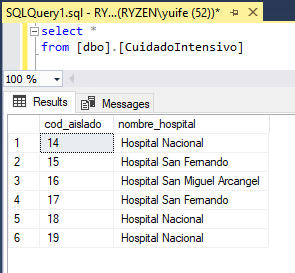 SQLQuery1.sql - RY...(RYZEN\yuife (52))*
select *
from [dbo].[CuidadoIntensivo]
100 %
Results Messages
cod_aislado nombre_hospital
1 14 Hospital Nacional
2 15 Hospital San Fernando
3 16 Hospital San Miguel Arcangel
4 17 Hospital San Fernando
5 18 Hospital Nacional
6 19 Hospital Nacional